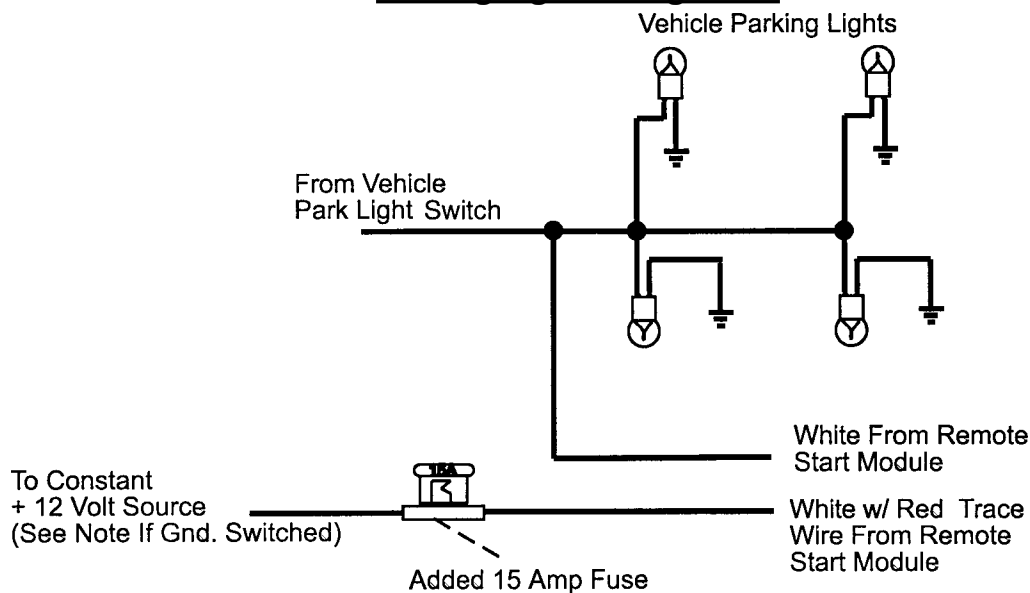 Vehicle Parking Lights
From Vehicle
Park Light Switch
White From Remote
Start Module
To Constant
+ 12 Volt Source
(See Note If Gnd. Switched)
15A
White w/ Red Trace
Wire From Remote
Start Module
Added 15 Amp Fuse